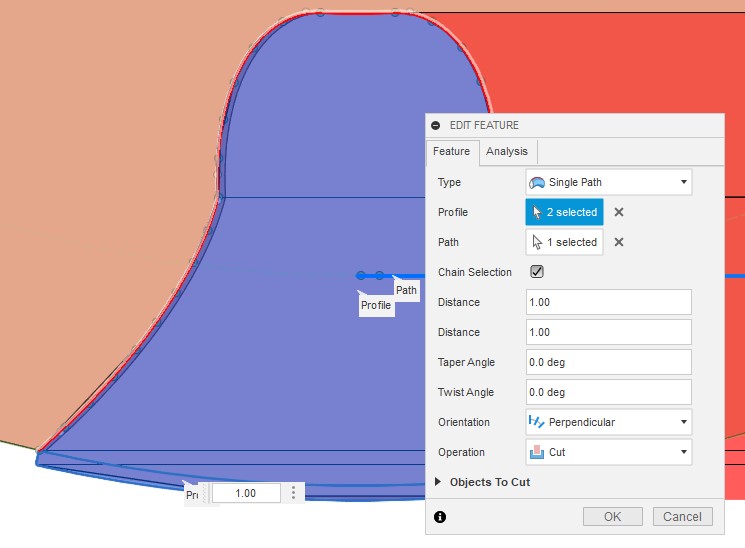 EDIT FEATURE
Feature Analysis
Type Single Path
Profile 2 selected
Path 1 selected
Chain Selection
Path
Profile
Distance 1.00
Distance 1.00
Taper Angle 0.0 deg
Twist Angle 0.0 deg
Orientation Perpendicular
Operation Cut
Objects To Cut
Pr 1.00
OK Cancel